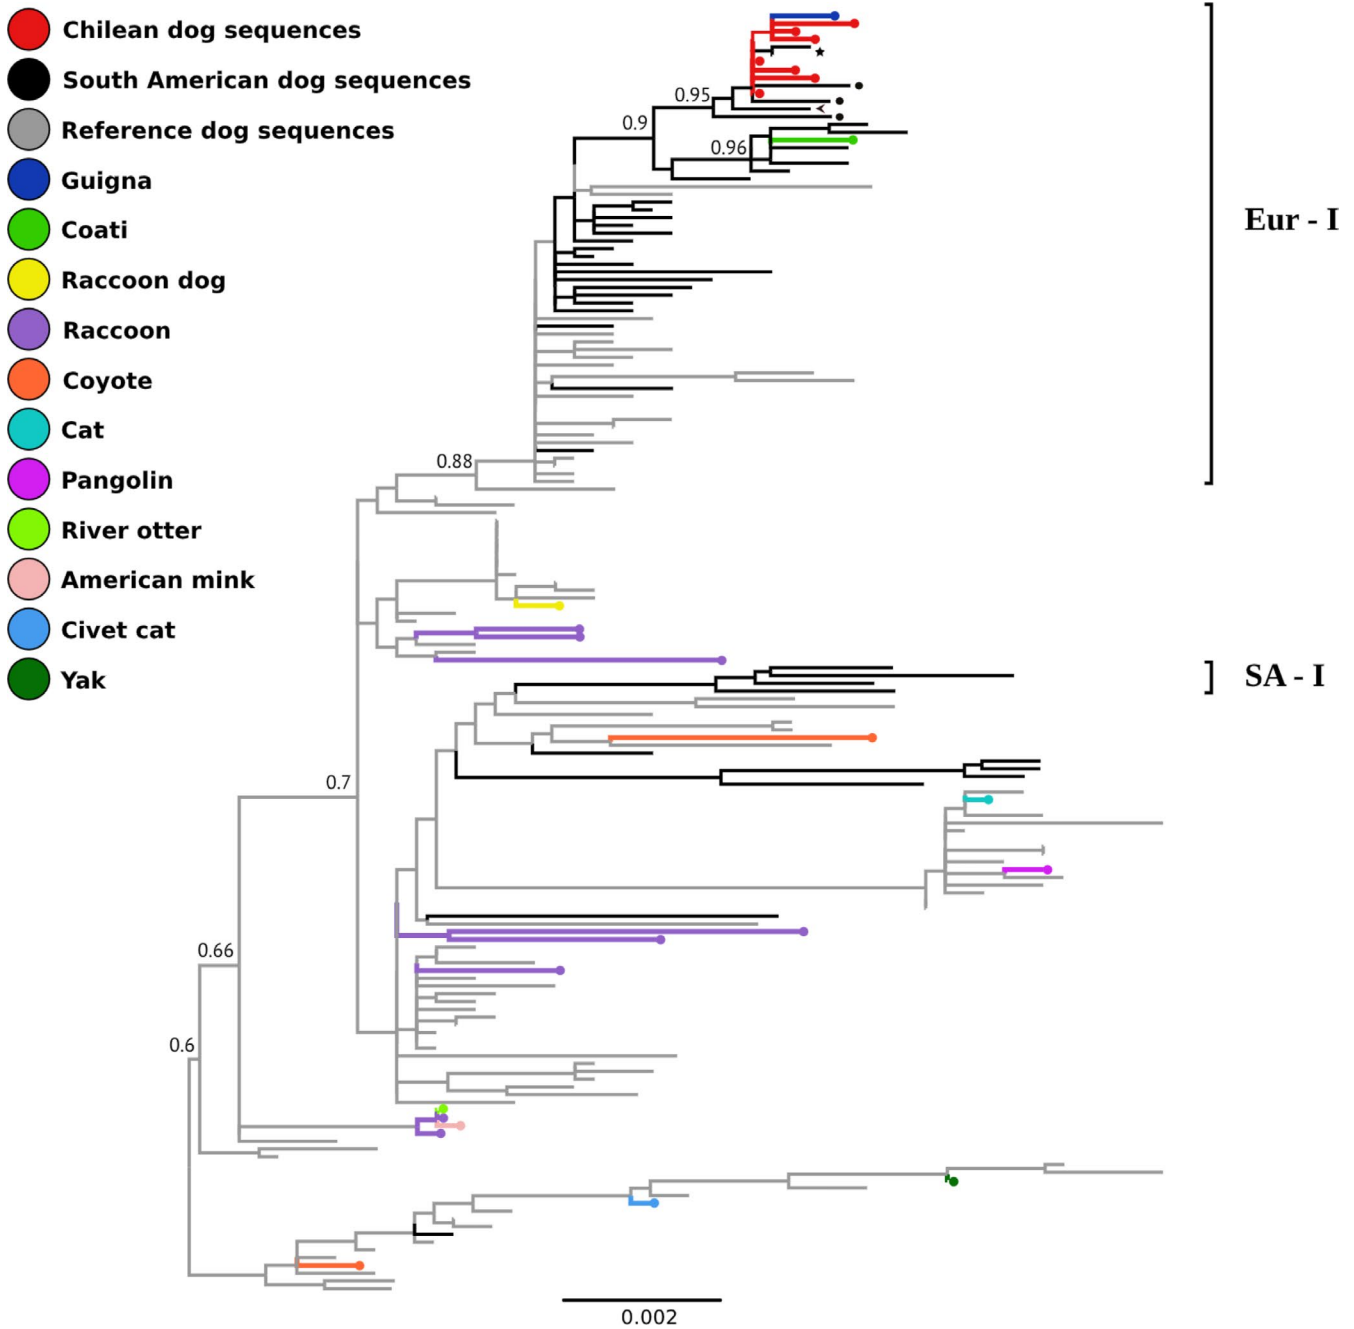 Chilean dog sequences
South American dog sequences
Reference dog sequences
Guigna
Coati
Raccoon dog
Raccoon
Coyote
Cat
Pangolin
River otter
American mink
Civet cat
Yak
0.95
0.9
0.96
Eur - I
0.88
SA - I
0.7
0.66
0.6
0.002